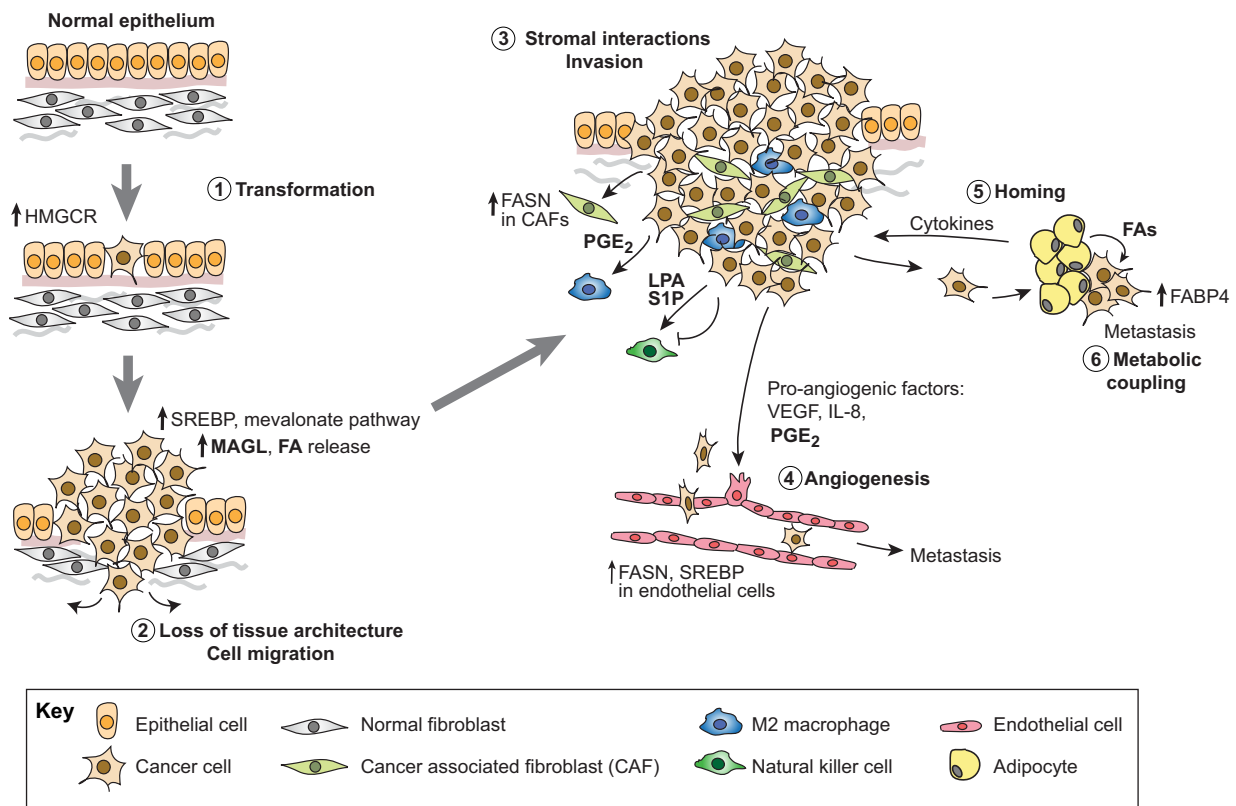 Normal epithelium
① Transformation
HMGCR
SREBP, mevalonate pathway
MAGL, FA release
② Loss of tissue architecture
Cell migration
③ Stromal interactions
Invasion
FASN
in CAFs
PGE₂
LPA
S1P
Pro-angiogenic factors:
VEGF, IL-8,
PGE₂
④ Angiogenesis
Metastasis
FASN, SREBP
in endothelial cells
⑤ Homing
Cytokines
FAs
FABP4
Metastasis
⑥ Metabolic
coupling
Key
Epithelial cell
Normal fibroblast
M2 macrophage
Endothelial cell
Cancer cell
Cancer associated fibroblast (CAF)
Natural killer cell
Adipocyte